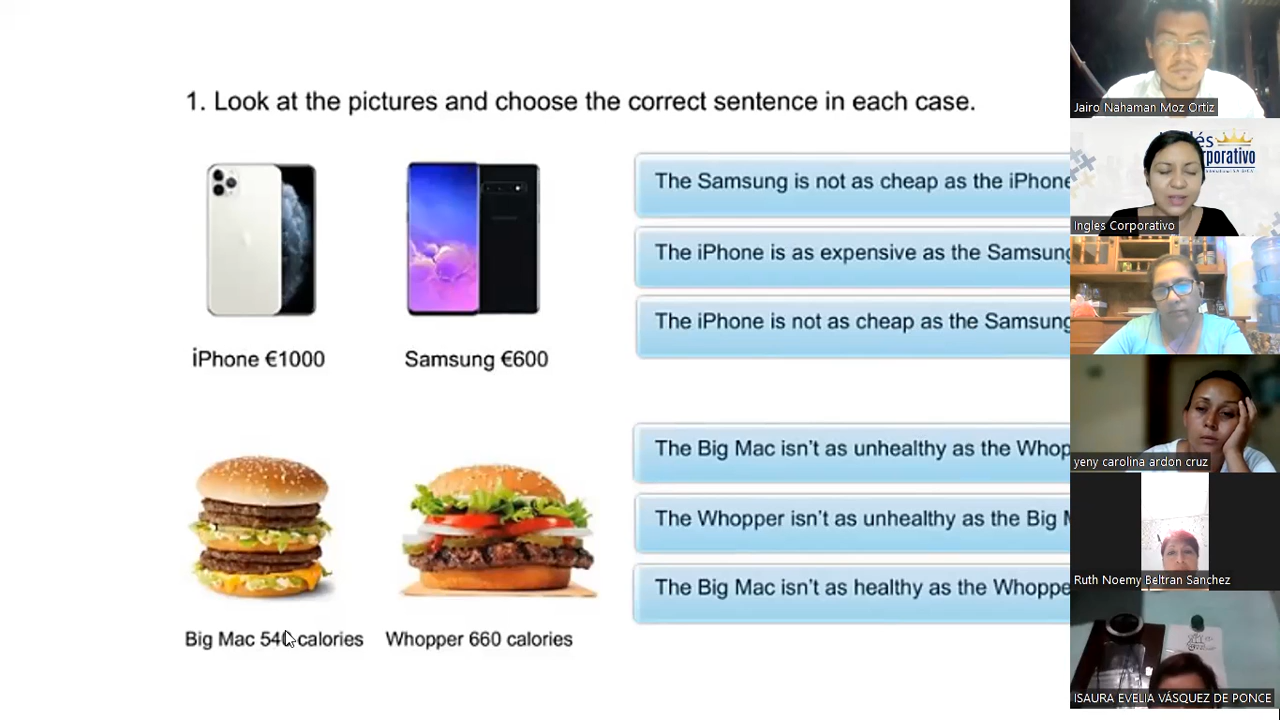 1. Look at the pictures and choose the correct sentence in each case.
The Samsung is not as cheap as the iPhone
The iPhone is as expensive as the Samsung
The iPhone is not as cheap as the Samsung
iPhone €1000
Samsung €600
The Big Mac isn't as unhealthy as the Whop
The Whopper isn't as unhealthy as the Big M
The Big Mac isn't as healthy as the Whoppe
Big Mac 540 calories
Whopper 660 calories
Jairo Nahaman Moz Ortiz
Ingles Corporativo
yeny carolina ardon cruz
Ruth Noemy Beltran Sanchez
ISAURA EVELIA VÁSQUEZ DE PONCE